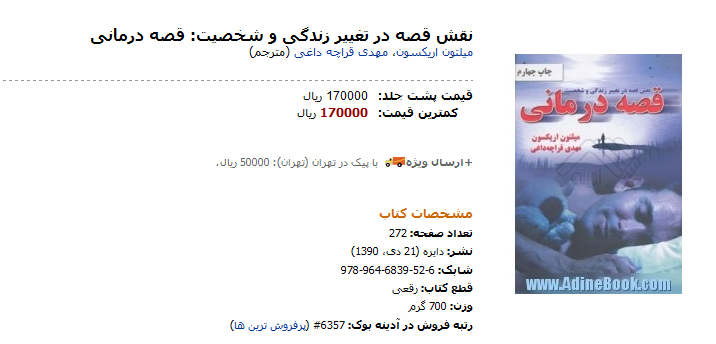 نقش قصه در تغییر زندگی و شخصیت: قصه درمانی
میلتون اریکسون، مهدی قراچه داغی (مترجم)
قیمت پشت جلد: 170000 ریال
کمترین قیمت: 170000 ریال
+ارسال ویژه با پیک در تهران (تهران): 50000 ریال.
مشخصات کتاب
تعداد صفحه: 272
نشر: دایره (21 دی، 1390)
شابک: 978-964-6839-52-6
قطع کتاب: رقعی
وزن: 700 گرم
رتبه فروش در آدینه بوک: #6357 (پرفروش ترین ها)
چاپ چهارم
نقش قصه در تغییر زندگی و شخصیت
قصه درمانی
میلتون اریکسون
مهدی قراچه‌داغی
www.AdineBook.com